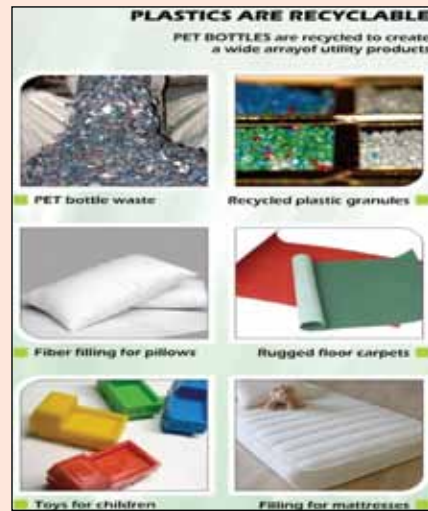 PLASTICS ARE RECYCLABLE
PET BOTTLES are recycled to create
a wide arrayof utility products
PET bottle waste
Recycled plastic granules
Fiber filling for pillows
Rugged floor carpets
Toys for children
Filling for mattresses